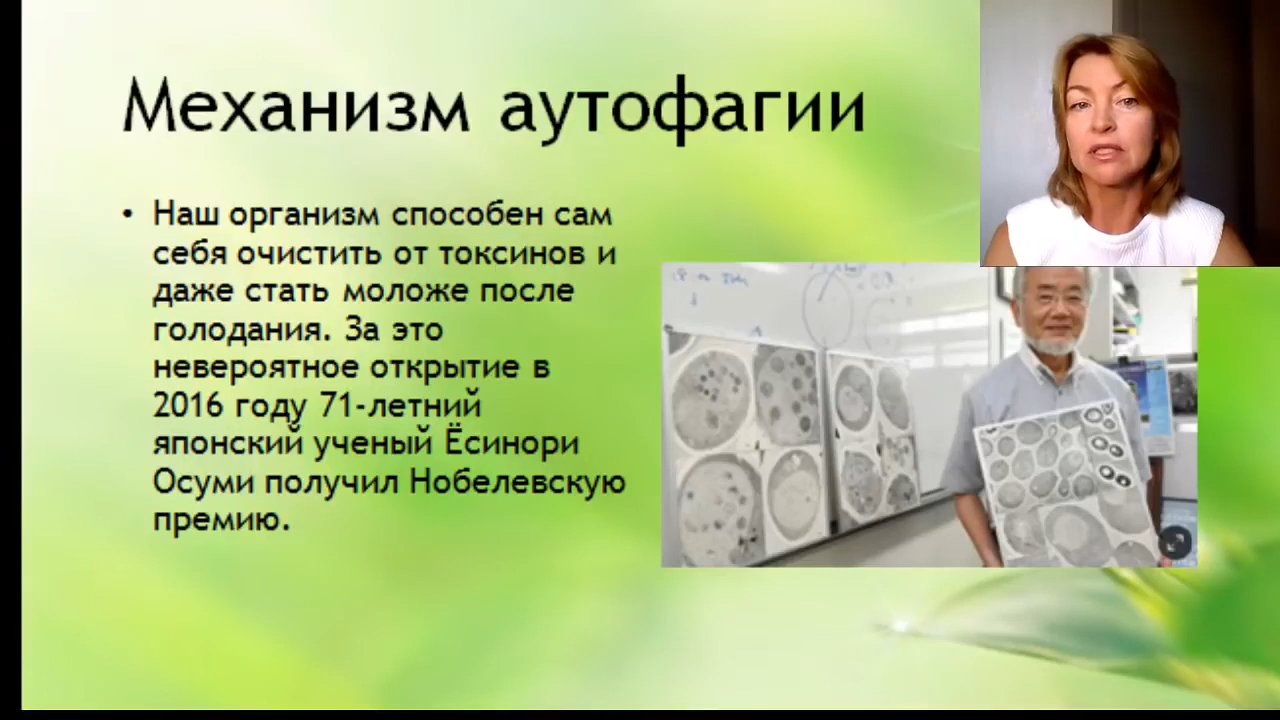 Механизм аутофагии
• Наш организм способен сам
себя очистить от токсинов и
даже стать моложе после
голодания. За это
невероятное открытие в
2016 году 71-летний
японский ученый Ёсинори
Осуми получил Нобелевскую
премию.